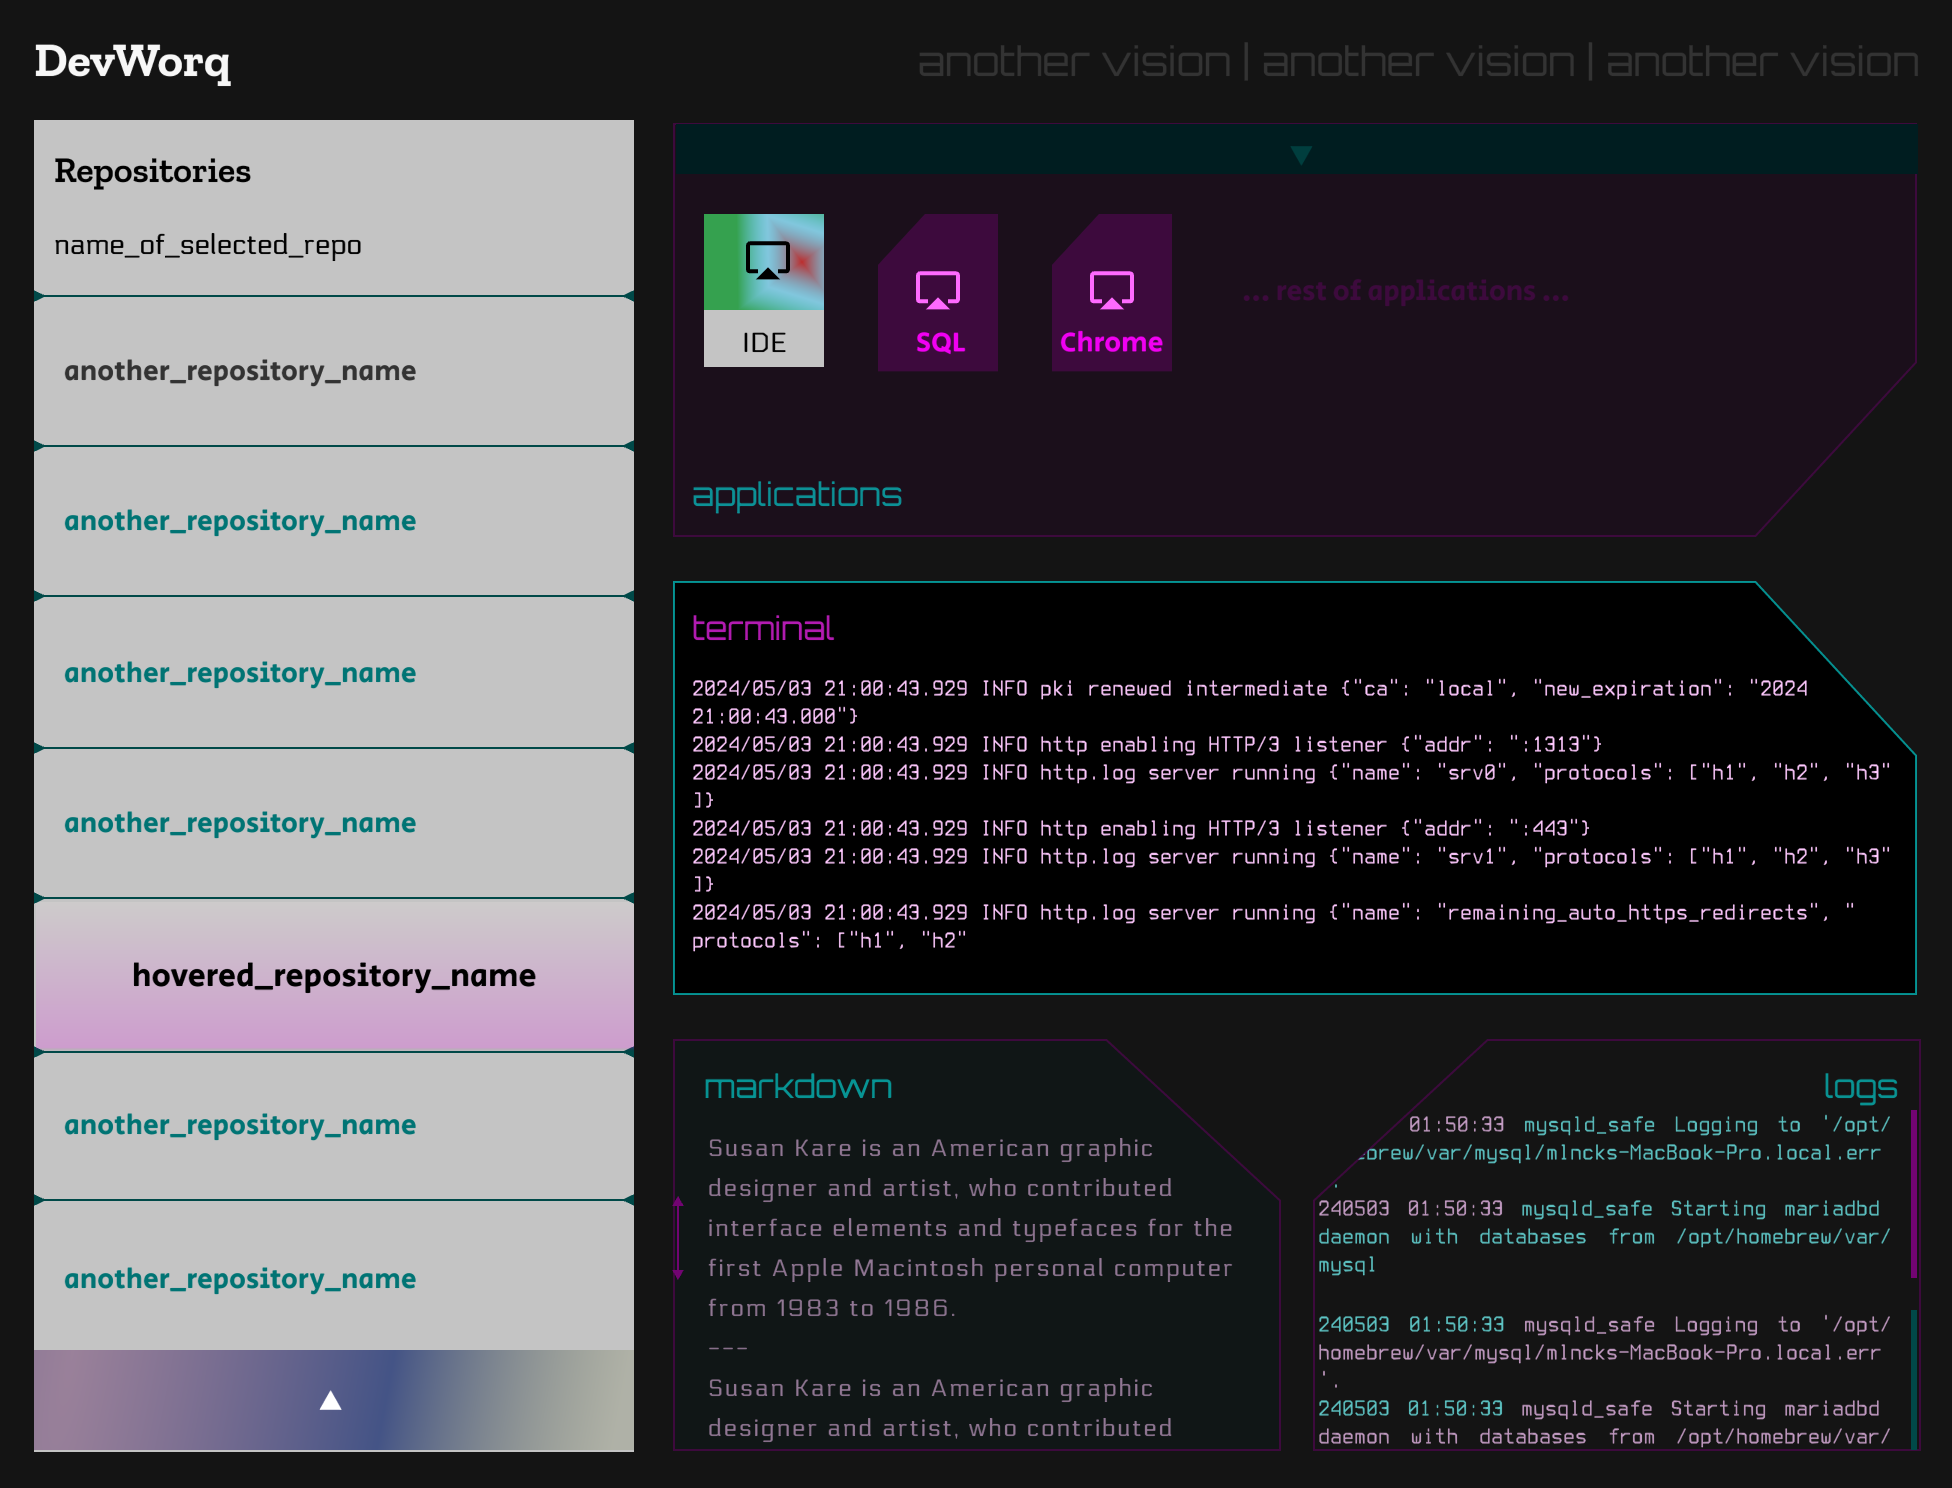 DevWorq
another vision | another vision | another vision
Repositories
name_of_selected_repo
another_repository_name
another_repository_name
another_repository_name
another_repository_name
hovered_repository_name
another_repository_name
another_repository_name
IDE
SQL
Chrome
... rest of applications ...
applications
terminal
2024/05/03 21:00:43.929 INFO pki renewed intermediate {"ca": "local", "new_expiration": "2024
21:00:43.000"}
2024/05/03 21:00:43.929 INFO http enabling HTTP/3 listener {"addr": ":1313"}
2024/05/03 21:00:43.929 INFO http.log server running {"name": "srv0", "protocols": ["h1", "h2", "h3"
]}
2024/05/03 21:00:43.929 INFO http enabling HTTP/3 listener {"addr": ":443"}
2024/05/03 21:00:43.929 INFO http.log server running {"name": "srv1", "protocols": ["h1", "h2", "h3"
]}
2024/05/03 21:00:43.929 INFO http.log server running {"name": "remaining_auto_https_redirects", "
protocols": ["h1", "h2"
markdown
Susan Kare is an American graphic
designer and artist, who contributed
interface elements and typefaces for the
first Apple Macintosh personal computer
from 1983 to 1986.
---
Susan Kare is an American graphic
designer and artist, who contributed
logs
01:50:33 mysqld_safe Logging to '/opt/
ebrew/var/mysql/mlncks-MacBook-Pro.local.err
'.
240503 01:50:33 mysqld_safe Starting mariadbd
daemon with databases from /opt/homebrew/var/
mysql
240503 01:50:33 mysqld_safe Logging to '/opt/
homebrew/var/mysql/mlncks-MacBook-Pro.local.err
'.
240503 01:50:33 mysqld_safe Starting mariadbd
daemon with databases from /opt/homebrew/var/